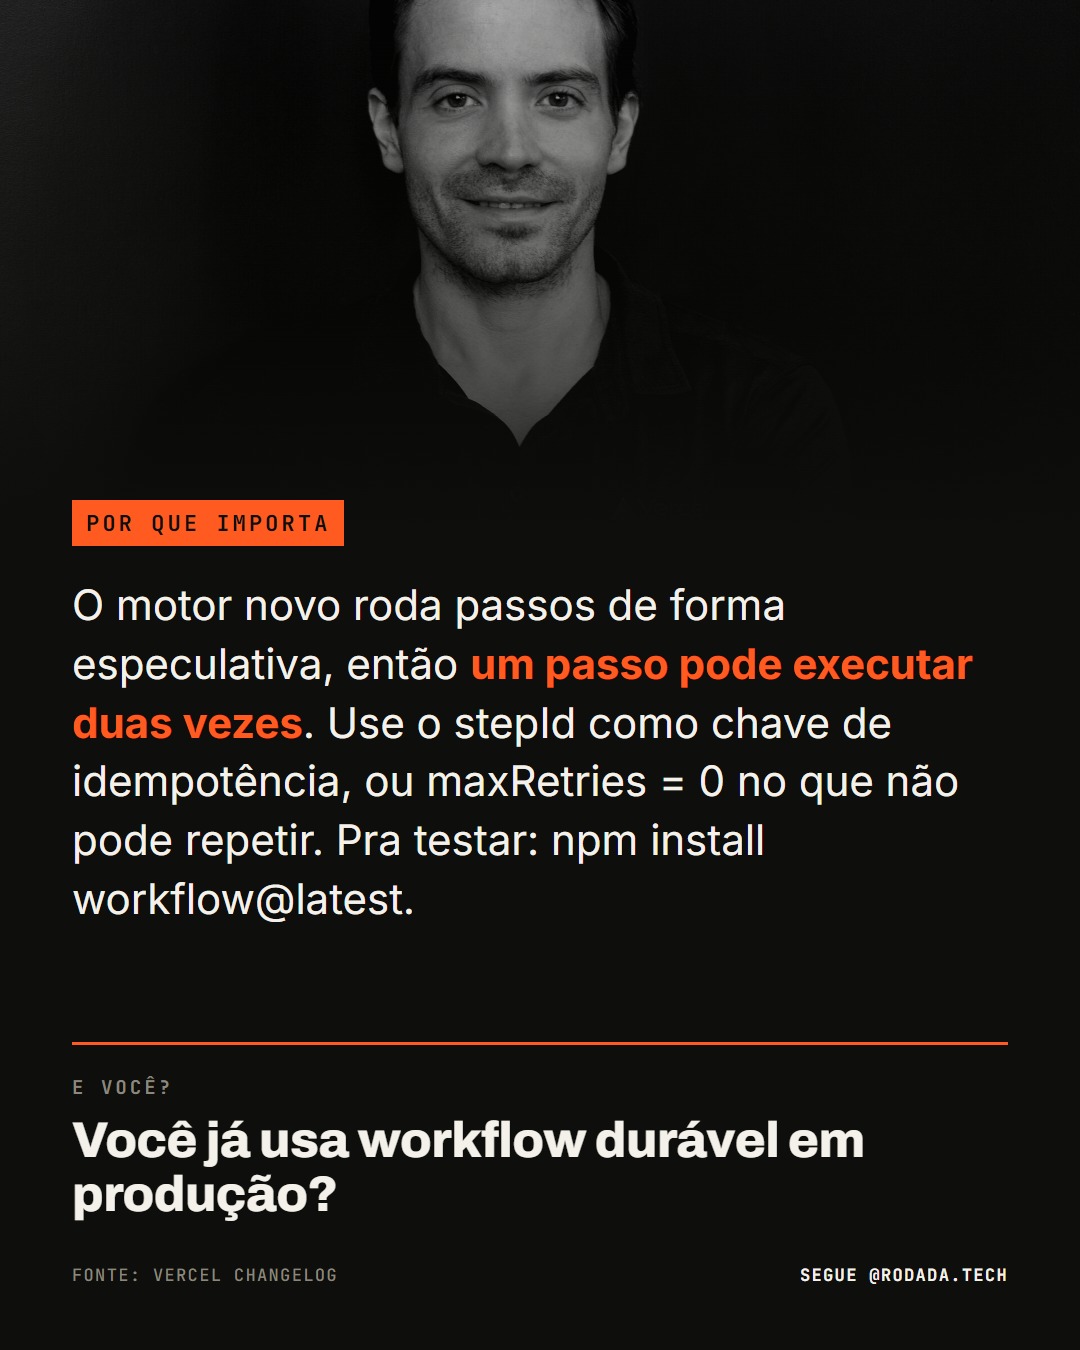 POR QUE IMPORTA
O motor novo roda passos de forma
especulativa, então um passo pode executar
duas vezes. Use o stepId como chave de
idempotência, ou maxRetries = 0 no que não
pode repetir. Pra testar: npm install
workflow@latest.
E VOCÊ?
Você já usa workflow durável em
produção?
FONTE: VERCEL CHANGELOG
SEGUE @RODADA.TECH